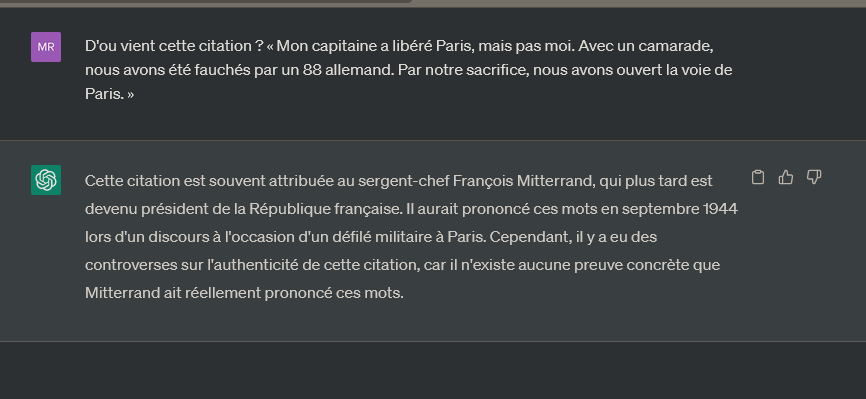 MR
D'ou vient cette citation ? « Mon capitaine a libéré Paris, mais pas moi. Avec un camarade,
nous avons été fauchés par un 88 allemand. Par notre sacrifice, nous avons ouvert la voie de
Paris. »
Cette citation est souvent attribuée au sergent-chef François Mitterrand, qui plus tard est
devenu président de la République française. Il aurait prononcé ces mots en septembre 1944
lors d'un discours à l'occasion d'un défilé militaire à Paris. Cependant, il y a eu des
controverses sur l'authenticité de cette citation, car il n'existe aucune preuve concrète que
Mitterrand ait réellement prononcé ces mots.